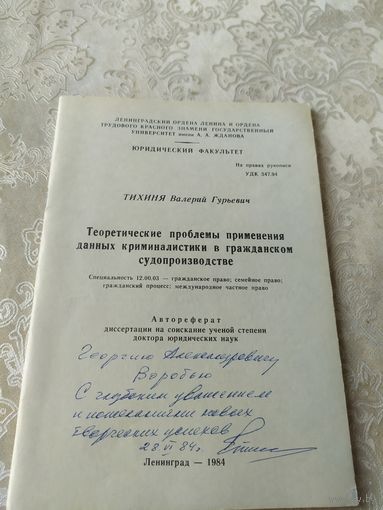 ЛЕНИНГРАДСКИЙ ОРДЕНА ЛЕНИНА И ОРДЕНА
ТРУДОВОГО КРАСНОГО ЗНАМЕНИ ГОСУДАРСТВЕННЫЙ
УНИВЕРСИТЕТ имени А. А. ЖДАНОВА
ЮРИДИЧЕСКИЙ ФАКУЛЬТЕТ
На правах рукописи
УДК 347.94
ТИХИНЯ Валерий Гурьевич
Теоретические проблемы применения
данных криминалистики в гражданском
судопроизводстве
Специальность 12.00.03 — гражданское право; семейное право;
гражданский процесс; международное частное право
Автореферат
диссертации на соискание ученой степени
доктора юридических наук
Георгию Александровичу
Воробью
С глубоким уважением
и пожеланием новых
творческих успехов
28 VI 84г.
Ленинград — 1984